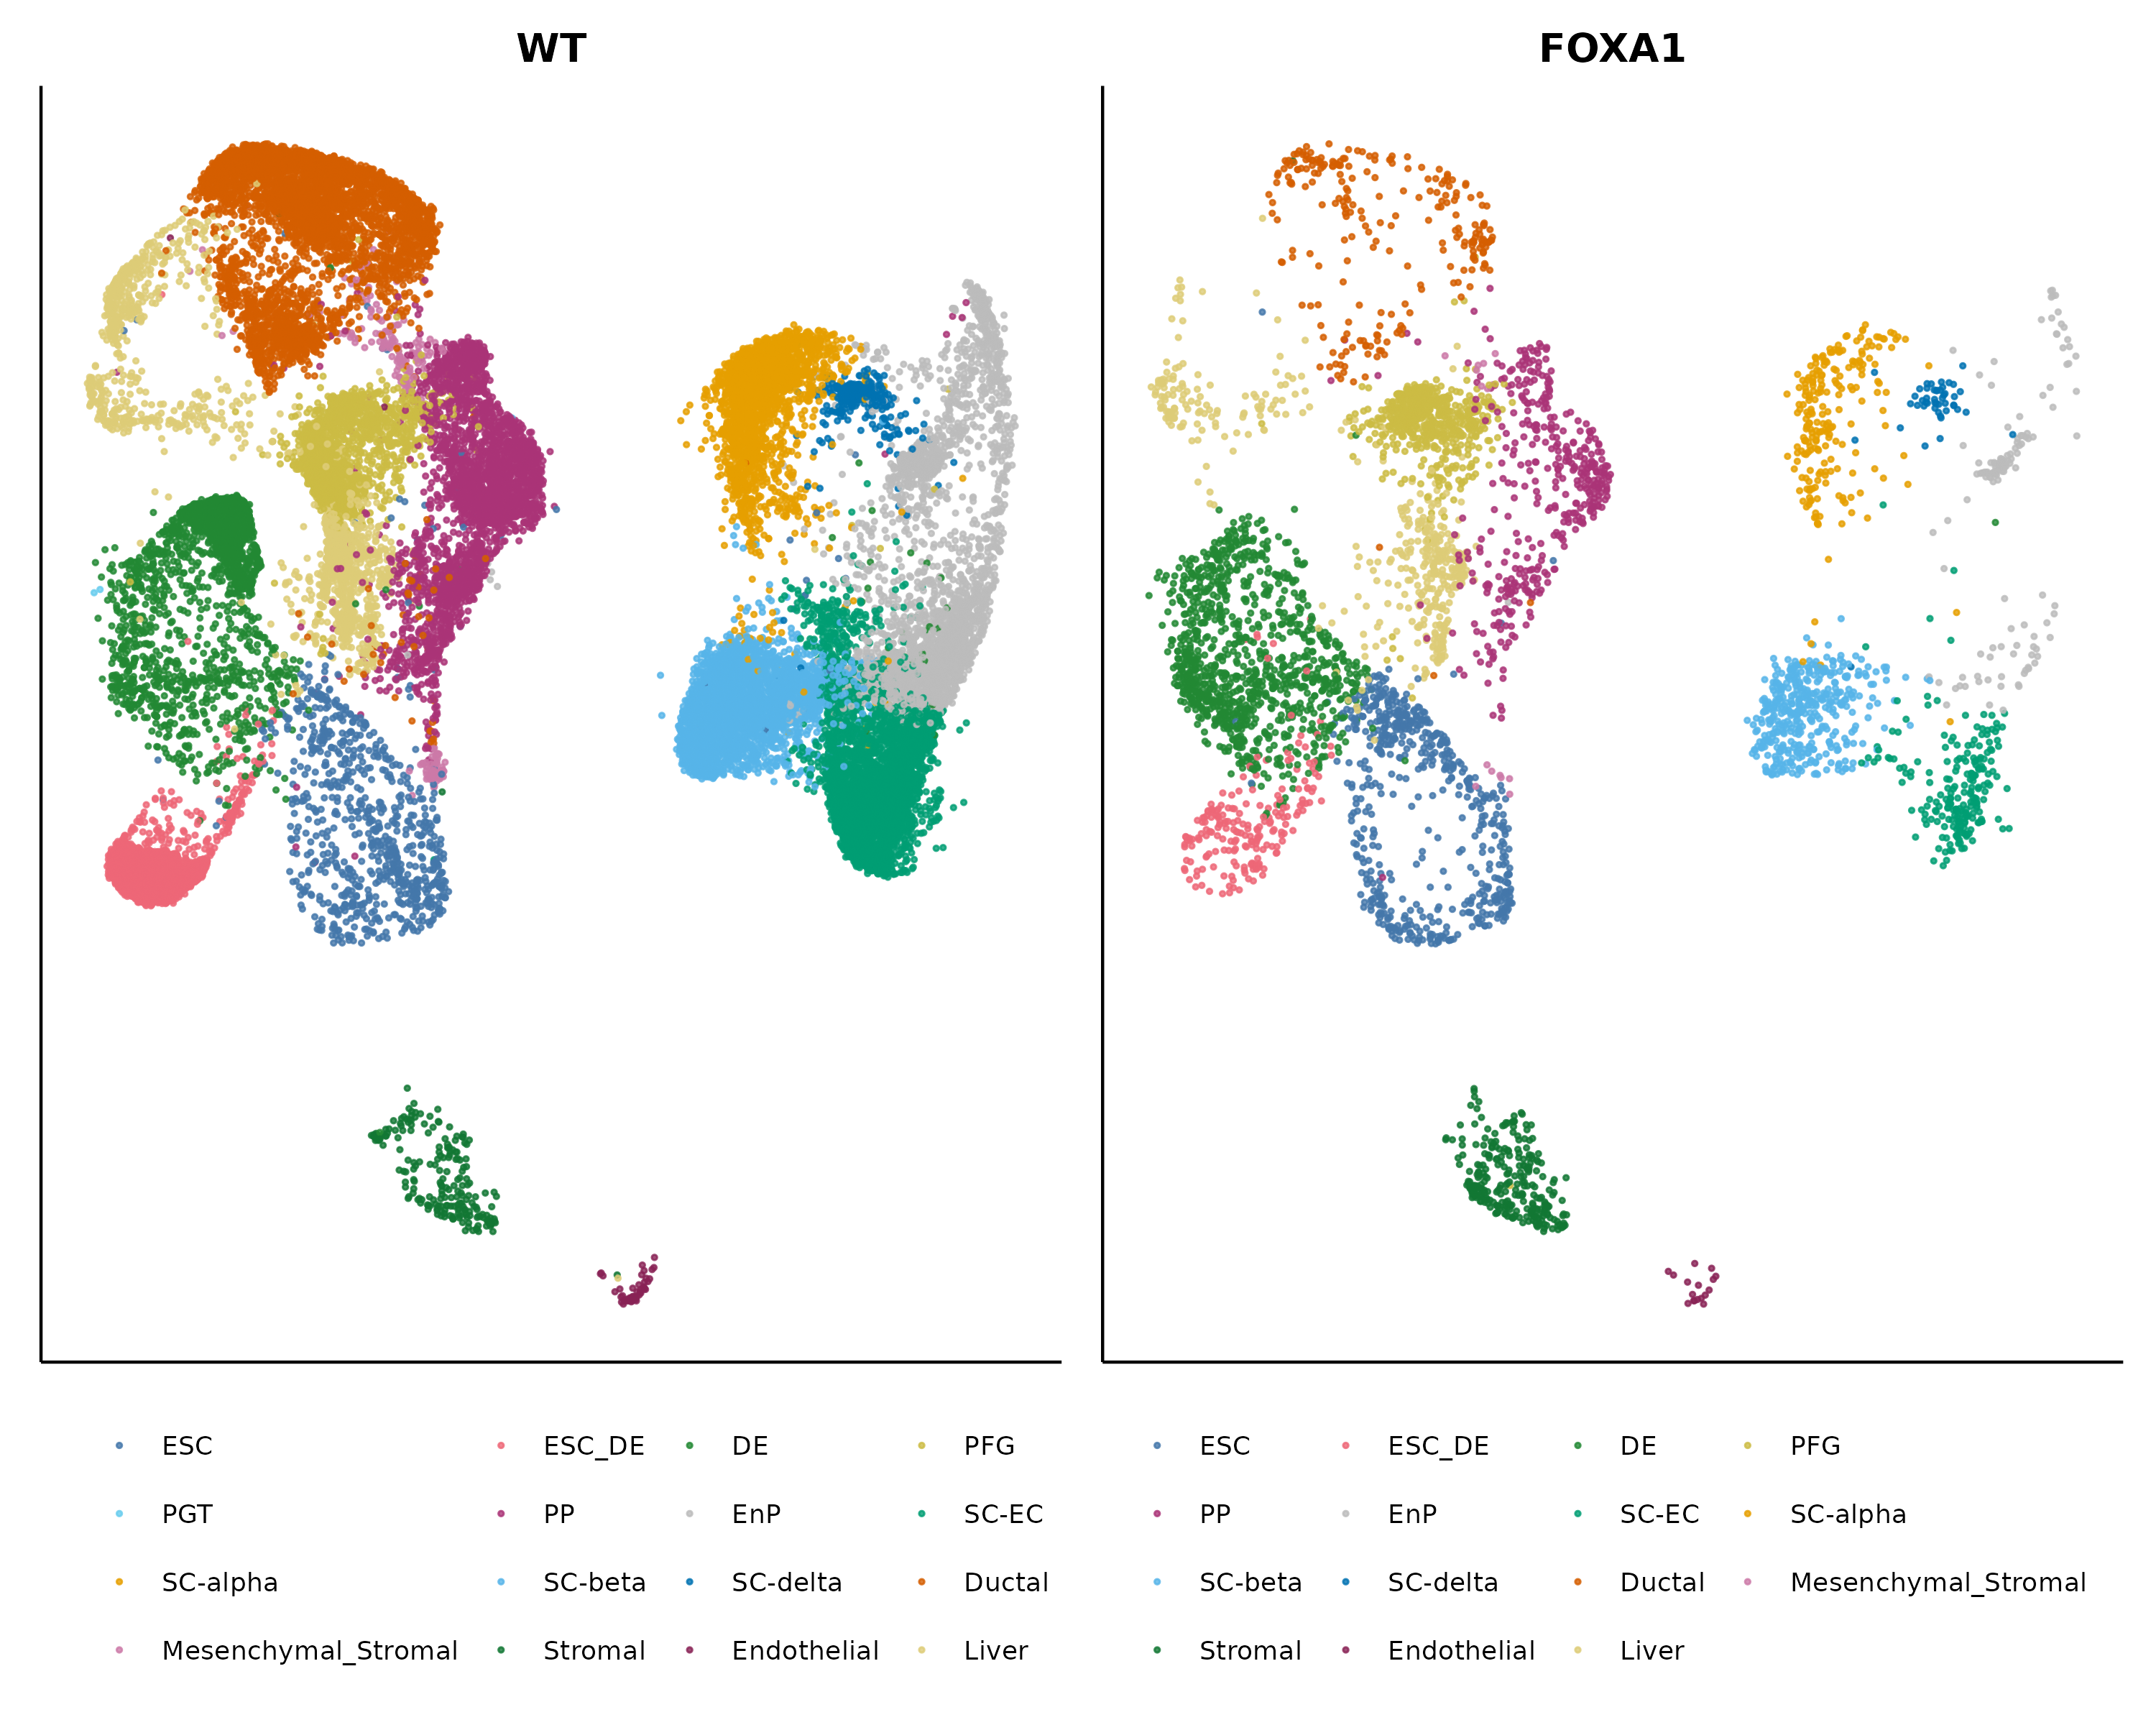 WT FOXA1
ESC ESC_DE DE PFG ESC ESC_DE DE PFG
PGT PP EnP SC-EC PP EnP SC-EC SC-alpha
SC-alpha SC-beta SC-delta Ductal SC-beta SC-delta Ductal Mesenchymal_Stromal
Mesenchymal_Stromal Stromal Endothelial Liver Stromal Endothelial Liver